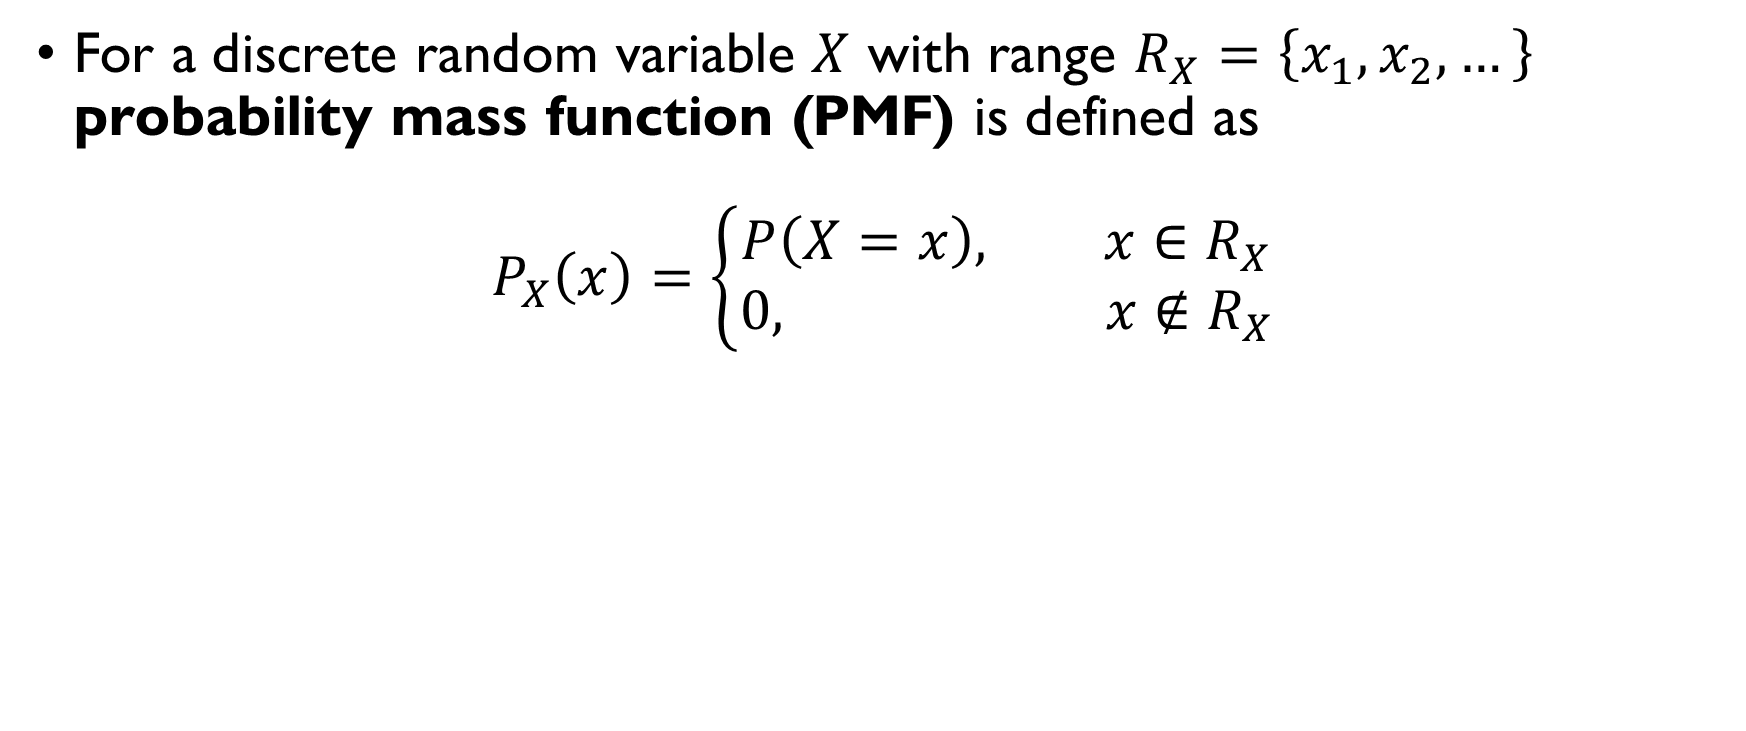 • For a discrete random variable X with range R_X = {x_1, x_2, … }
probability mass function (PMF) is defined as
P_X(x) = { P(X = x), x ∈ R_X
0, x ∉ R_X